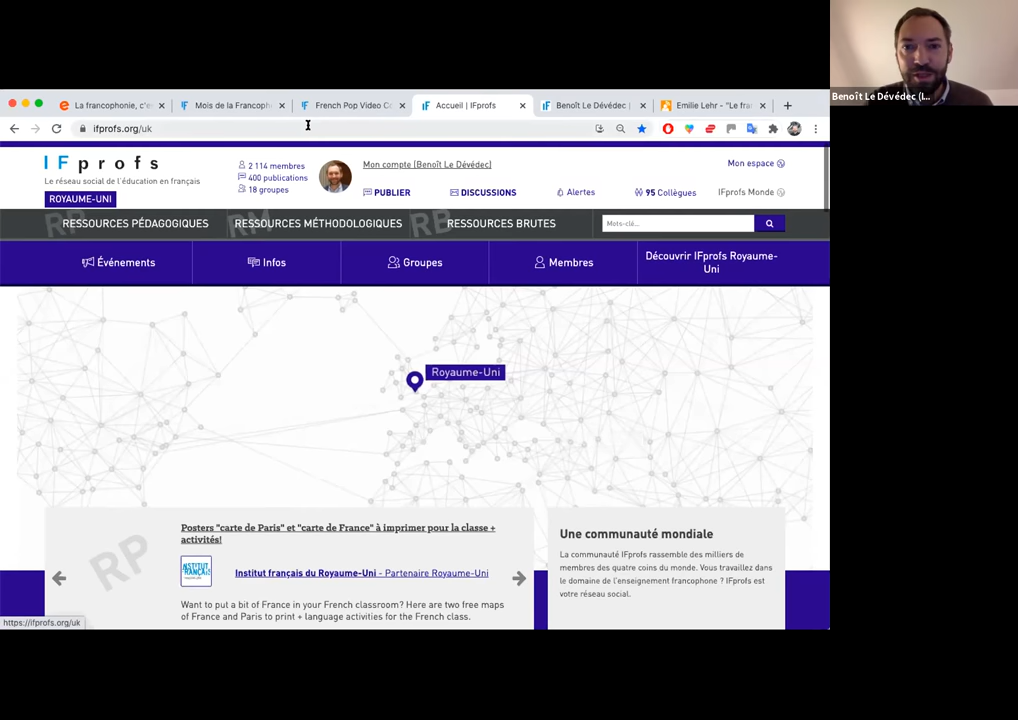 La francophonie, c'e
Mois de la Francoph
French Pop Video C
Accueil | IFprofs
Benoît Le Dévédec |
Emilie Lehr - "Le fra
ifprofs.org/uk
Benoît Le Dévédec (I...
IFprofs
Le réseau social de l'éducation en français
ROYAUME-UNI
2 114 membres
400 publications
18 groupes
Mon compte (Benoît Le Dévédec)
Mon espace
PUBLIER
DISCUSSIONS
Alertes
95 Collègues
IFprofs Monde
RP RESSOURCES PÉDAGOGIQUES
RM RESSOURCES MÉTHODOLOGIQUES
RB RESSOURCES BRUTES
Mots-clé...
Événements
Infos
Groupes
Membres
Découvrir IFprofs Royaume-
Uni
Royaume-Uni
RP
Posters "carte de Paris" et "carte de France" à imprimer pour la classe +
activités!
INSTITUT
FRANÇAIS
Institut français du Royaume-Uni - Partenaire Royaume-Uni
Want to put a bit of France in your French classroom? Here are two free maps
of France and Paris to print + language activities for the French class.
Une communauté mondiale
La communauté IFprofs rassemble des milliers de
membres des quatre coins du monde. Vous travaillez dans
le domaine de l'enseignement francophone ? IFprofs est
votre réseau social.
https://ifprofs.org/uk